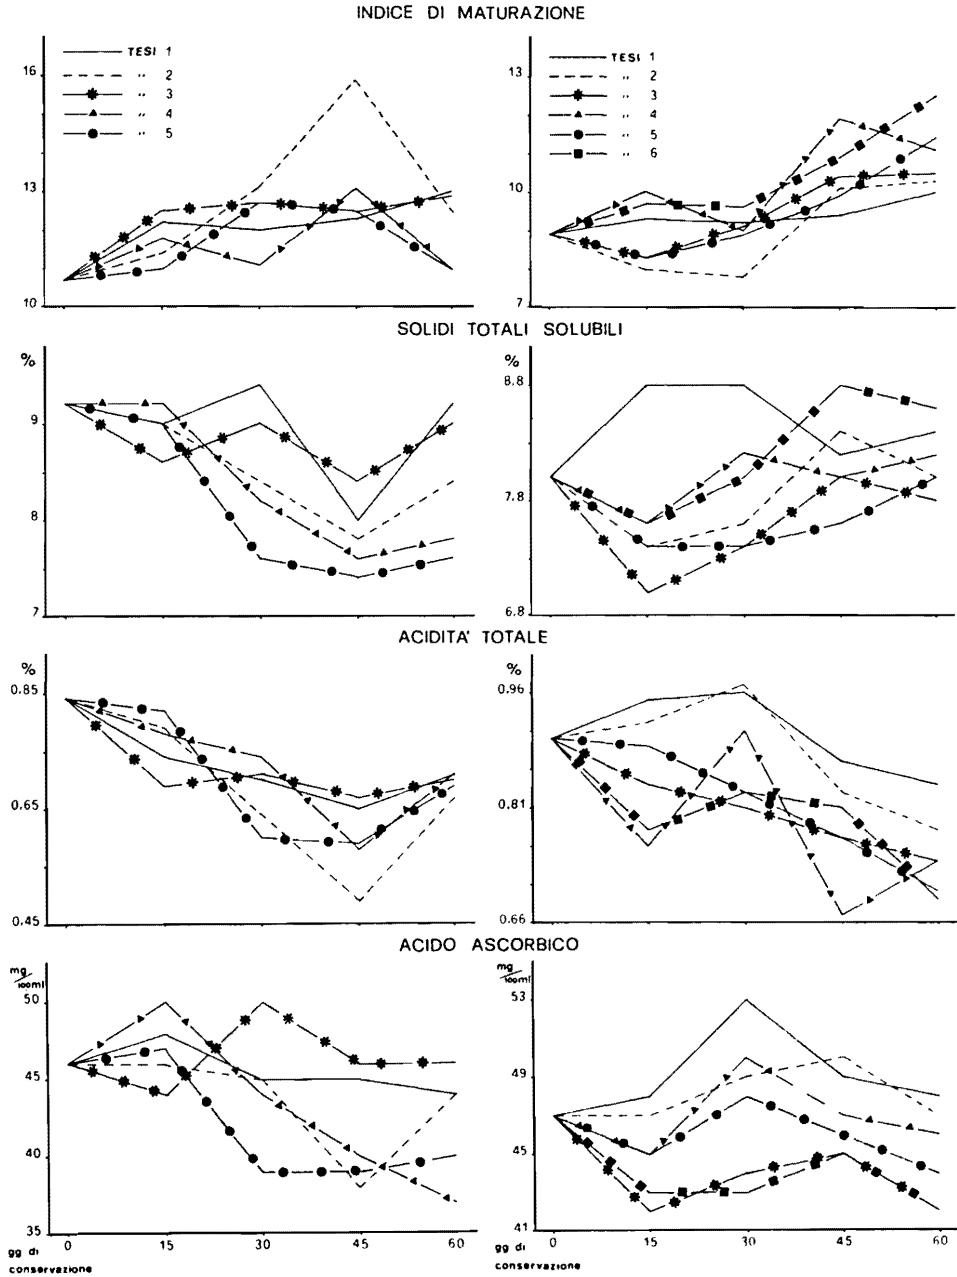 INDICE DI MATURAZIONE
16
13
10
TESI 1
" 2
" 3
" 4
" 5
13
10
7
TESI 1
" 2
" 3
" 4
" 5
" 6
SOLIDI TOTALI SOLUBILI
%
9
8
7
%
8.8
7.8
6.8
ACIDITA' TOTALE
%
0.85
0.65
0.45
%
0.96
0.81
0.66
ACIDO ASCORBICO
mg/100ml
50
45
40
35
mg/100ml
53
49
45
41
0 15 30 45 60
gg di
conservazione
0 15 30 45 60
gg di
conservazione